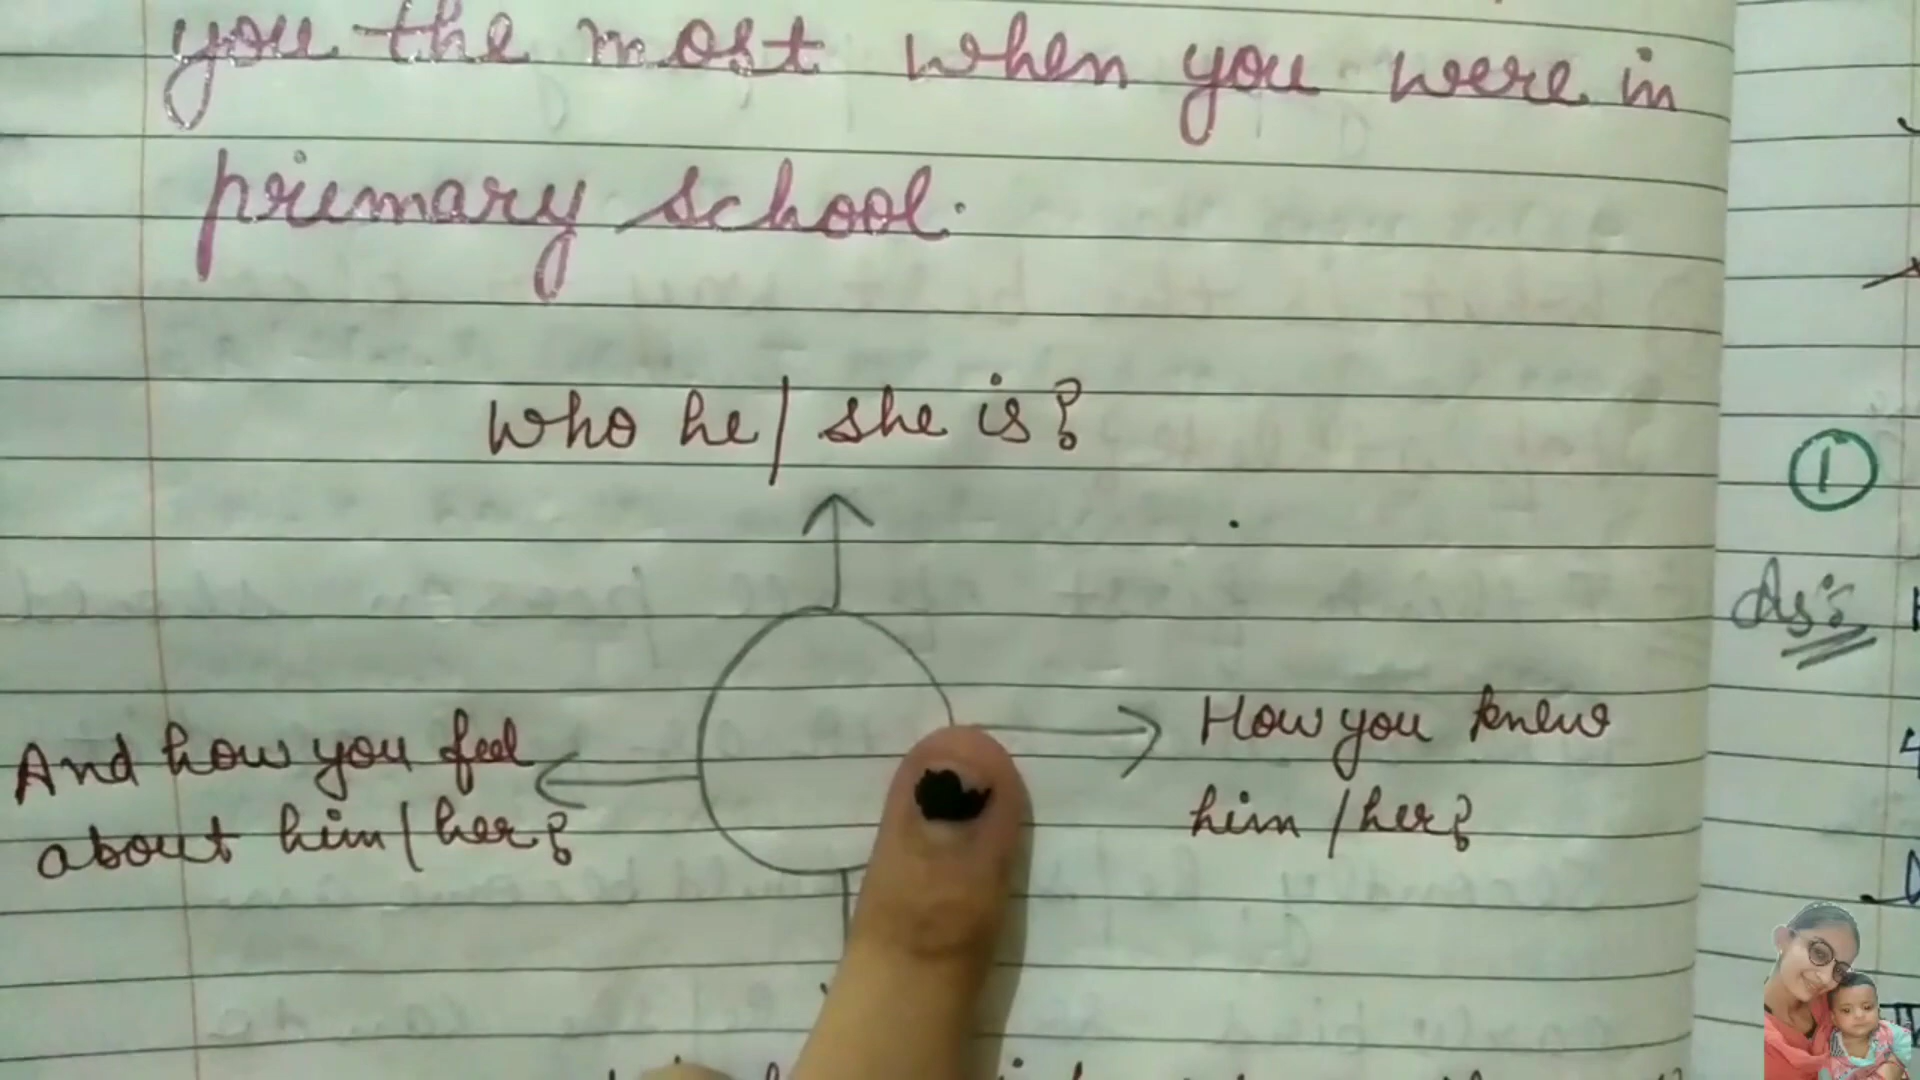 you the most when you were in
primary school.
Who he/ she is?
And how you feel
about him/her?
How you knew
him/her?
1
As: